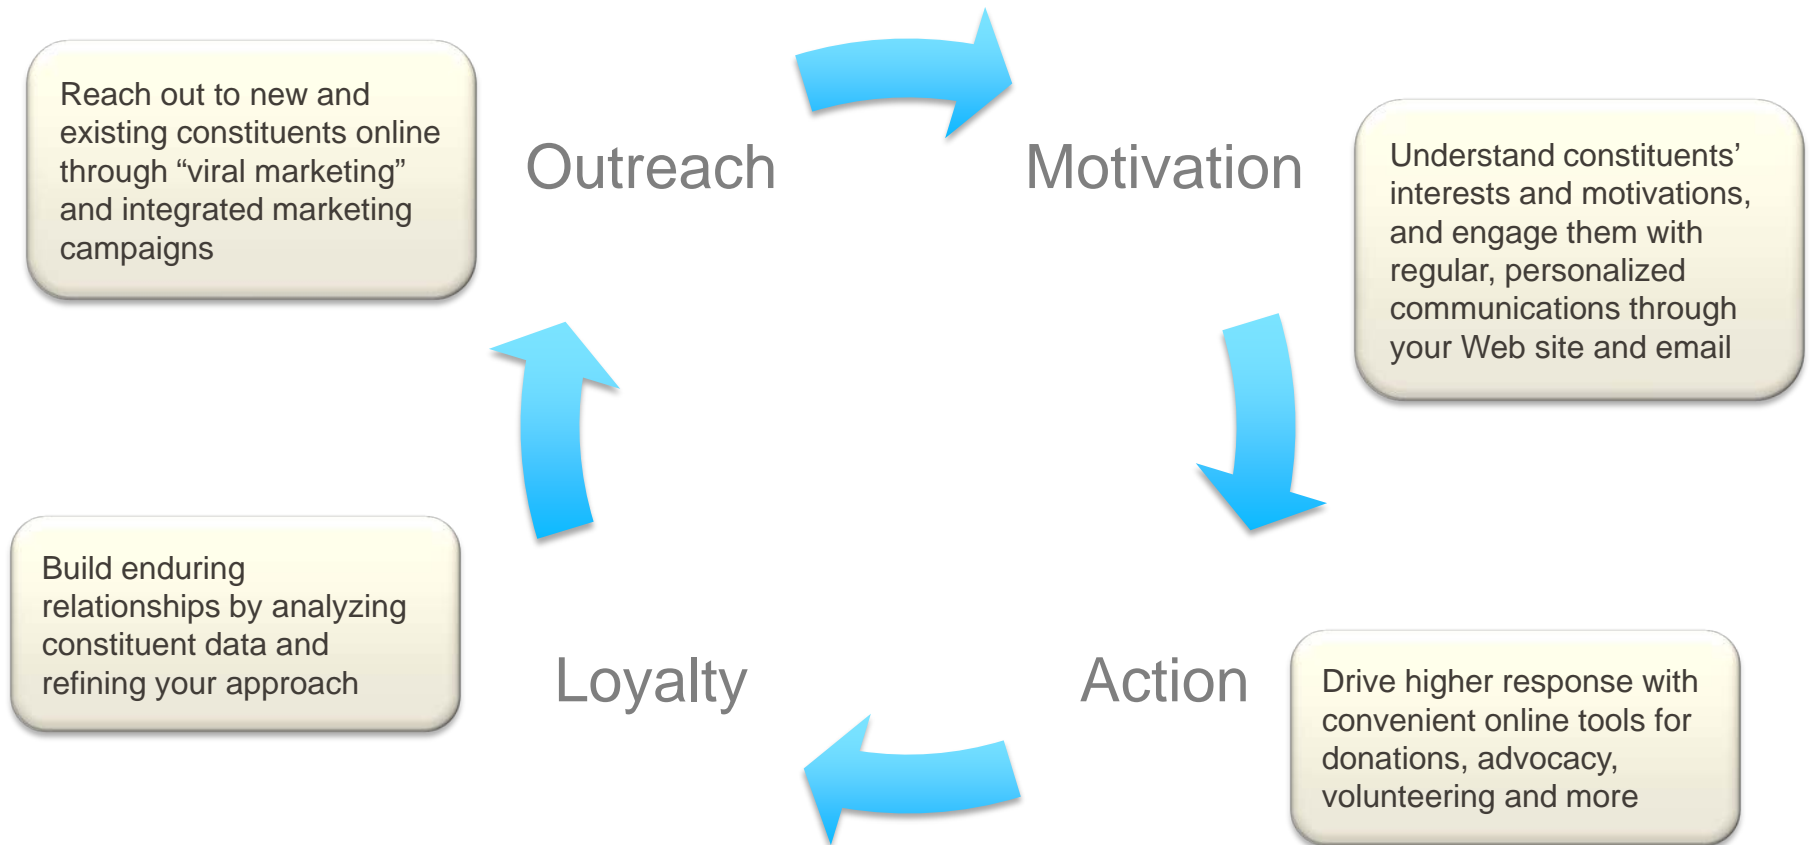 Outreach
Reach out to new and
existing constituents online
through “viral marketing”
and integrated marketing
campaigns
Motivation
Understand constituents’
interests and motivations,
and engage them with
regular, personalized
communications through
your Web site and email
Action
Drive higher response with
convenient online tools for
donations, advocacy,
volunteering and more
Loyalty
Build enduring
relationships by analyzing
constituent data and
refining your approach